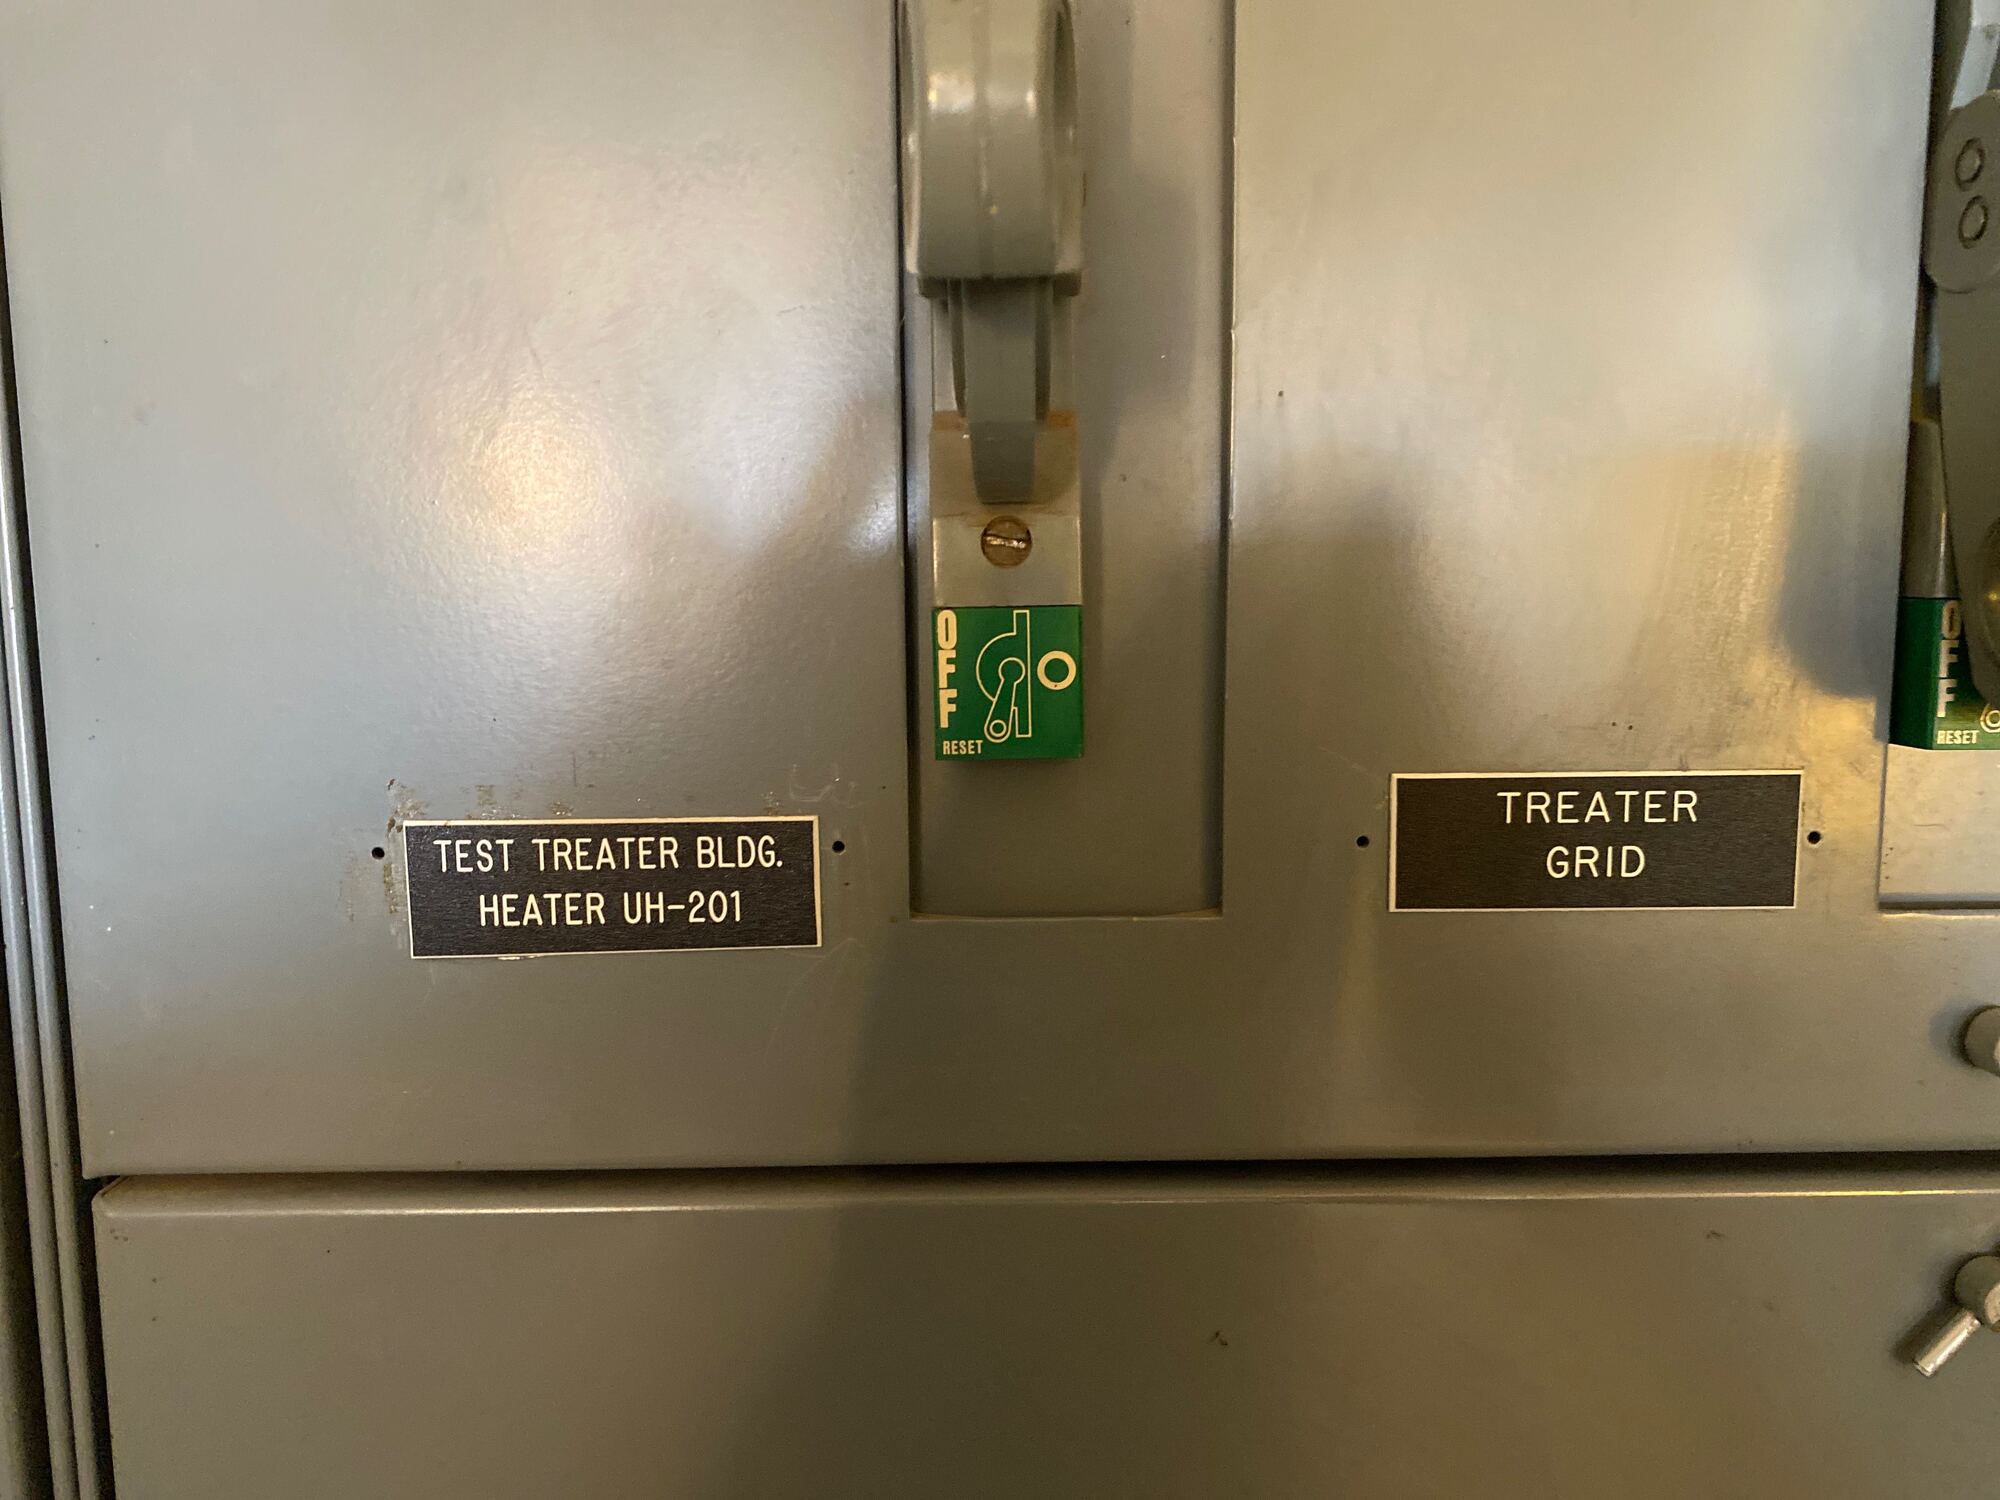 OFF
O
RESET
TEST TREATER BLDG.
HEATER UH-201
OFF
RESET
TREATER
GRID